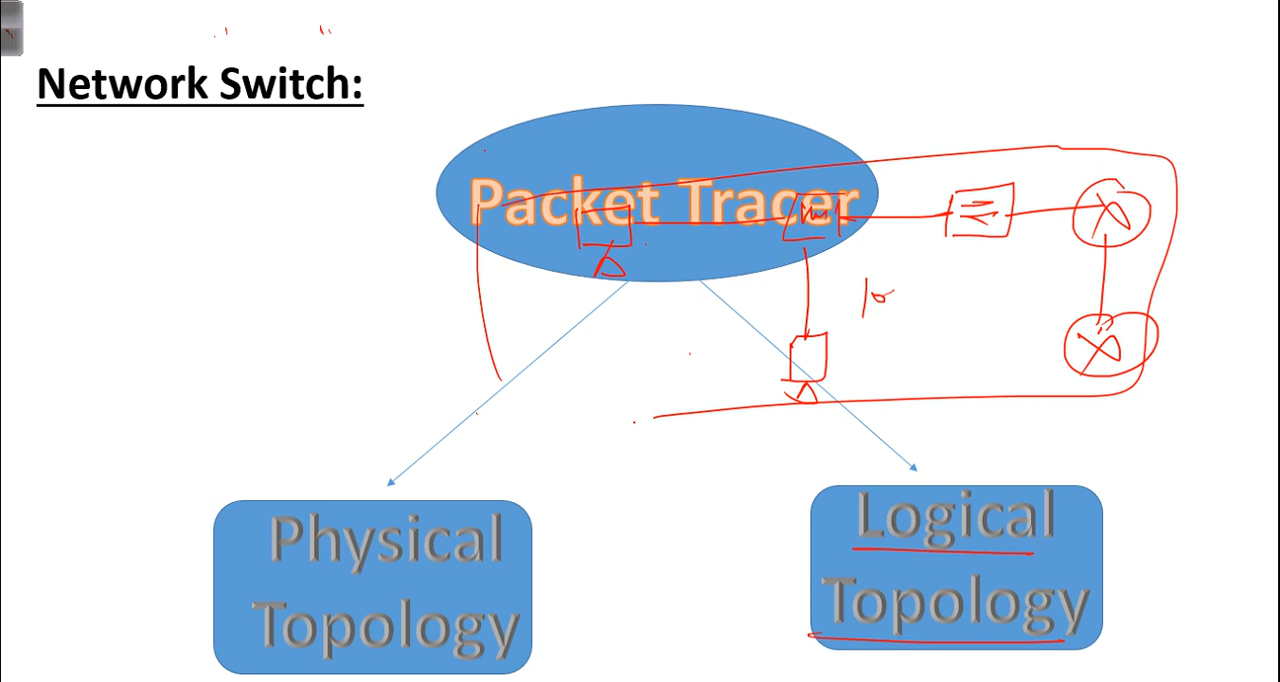 Network Switch:
Packet Tracer
Physical
Topology
Logical
Topology